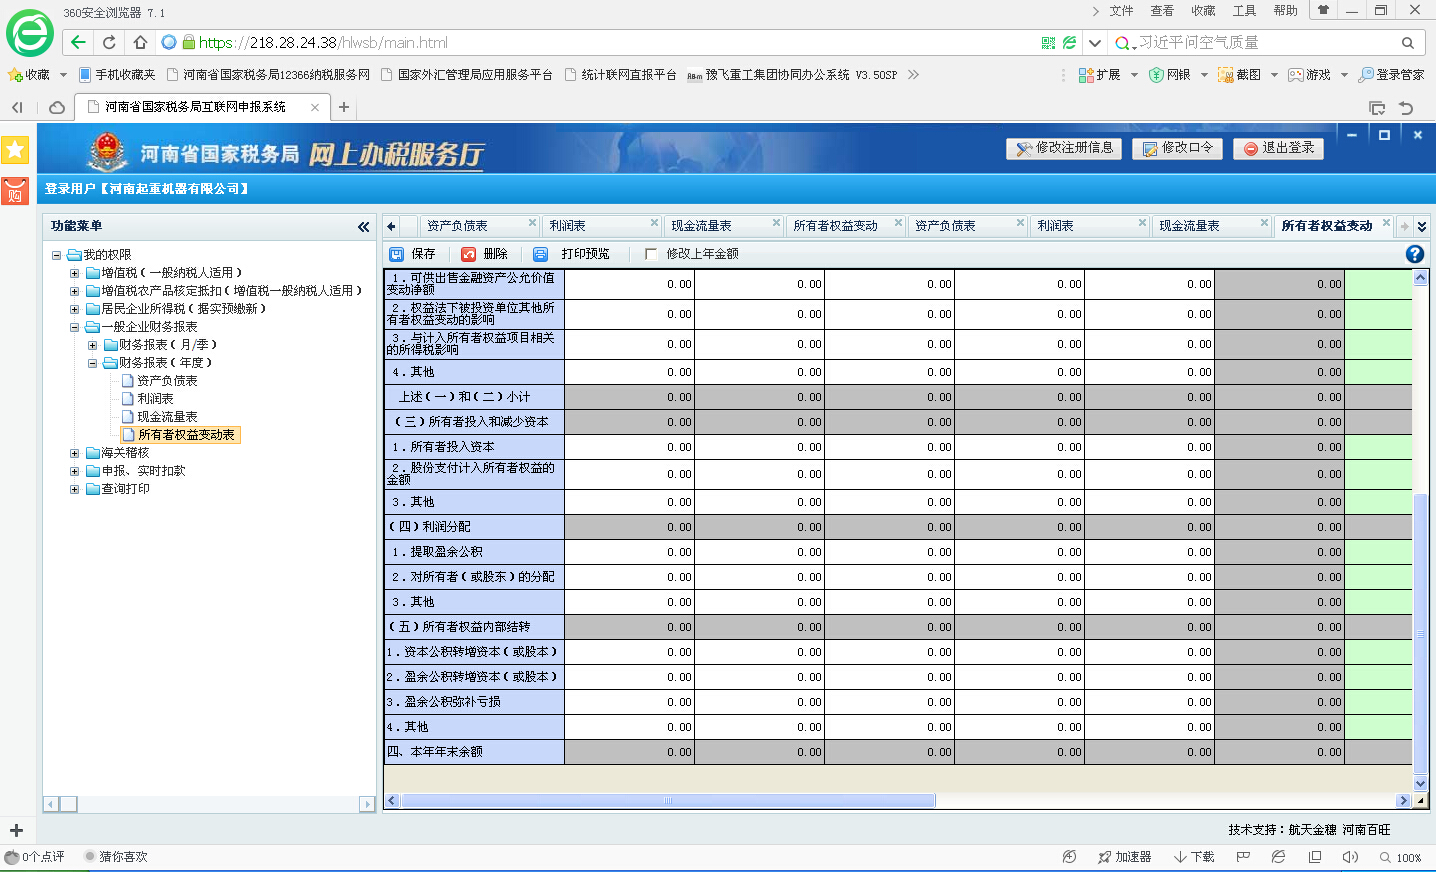 360安全浏览器 7.1
文件 查看 收藏 工具 帮助
https://218.28.24.38/hlwsb/main.html
习近平问空气质量
收藏 手机收藏夹 河南省国家税务局12366纳税服务网 国家外汇管理局应用服务平台 统计联网直报平台 豫飞重工集团协同办公系统 V3.50SP
扩展 网银 截图 游戏 登录管家
河南省国家税务局互联网申报系统
购
河南省国家税务局 网上办税服务厅
修改注册信息 修改口令 退出登录
登录用户【河南起重机器有限公司】
功能菜单
我的权限
增值税(一般纳税人适用)
增值税农产品核定抵扣(增值税一般纳税人适用)
居民企业所得税(据实预缴新)
一般企业财务报表
财务报表(月/季)
财务报表(年度)
资产负债表
利润表
现金流量表
所有者权益变动表
海关稽核
申报、实时扣款
查询打印
资产负债表 利润表 现金流量表 所有者权益变动 资产负债表 利润表 现金流量表 所有者权益变动
保存 删除 打印预览 修改上年金额
1.可供出售金融资产公允价值
变动净额 0.00 0.00 0.00 0.00 0.00 0.00
2.权益法下被投资单位其他所
有者权益变动的影响 0.00 0.00 0.00 0.00 0.00 0.00
3.与计入所有者权益项目相关
的所得税影响 0.00 0.00 0.00 0.00 0.00 0.00
4.其他 0.00 0.00 0.00 0.00 0.00 0.00
上述(一)和(二)小计 0.00 0.00 0.00 0.00 0.00 0.00
(三)所有者投入和减少资本 0.00 0.00 0.00 0.00 0.00 0.00
1.所有者投入资本 0.00 0.00 0.00 0.00 0.00 0.00
2.股份支付计入所有者权益的
金额 0.00 0.00 0.00 0.00 0.00 0.00
3.其他 0.00 0.00 0.00 0.00 0.00 0.00
(四)利润分配 0.00 0.00 0.00 0.00 0.00 0.00
1.提取盈余公积 0.00 0.00 0.00 0.00 0.00 0.00
2.对所有者(或股东)的分配 0.00 0.00 0.00 0.00 0.00 0.00
3.其他 0.00 0.00 0.00 0.00 0.00 0.00
(五)所有者权益内部结转 0.00 0.00 0.00 0.00 0.00 0.00
1.资本公积转增资本(或股本) 0.00 0.00 0.00 0.00 0.00 0.00
2.盈余公积转增资本(或股本) 0.00 0.00 0.00 0.00 0.00 0.00
3.盈余公积弥补亏损 0.00 0.00 0.00 0.00 0.00 0.00
4.其他 0.00 0.00 0.00 0.00 0.00 0.00
四、本年年末余额 0.00 0.00 0.00 0.00 0.00 0.00
技术支持：航天金穗 河南百旺
0个点评 猜你喜欢
加速器 下载 100%